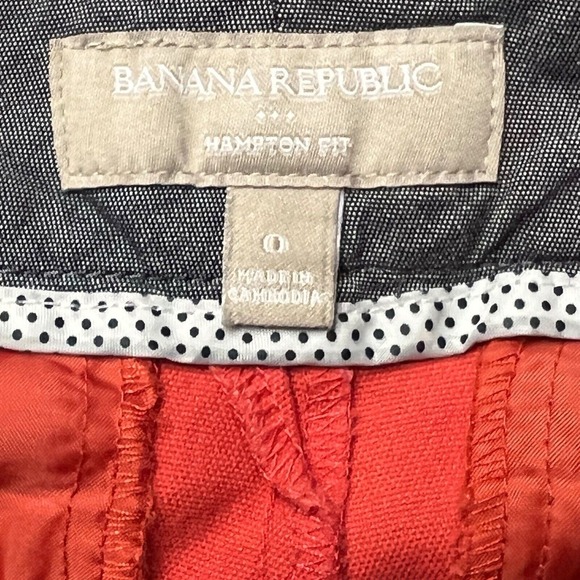 BANANA REPUBLIC
HAMPTON FIT
0
MADE IN
CAMBODIA